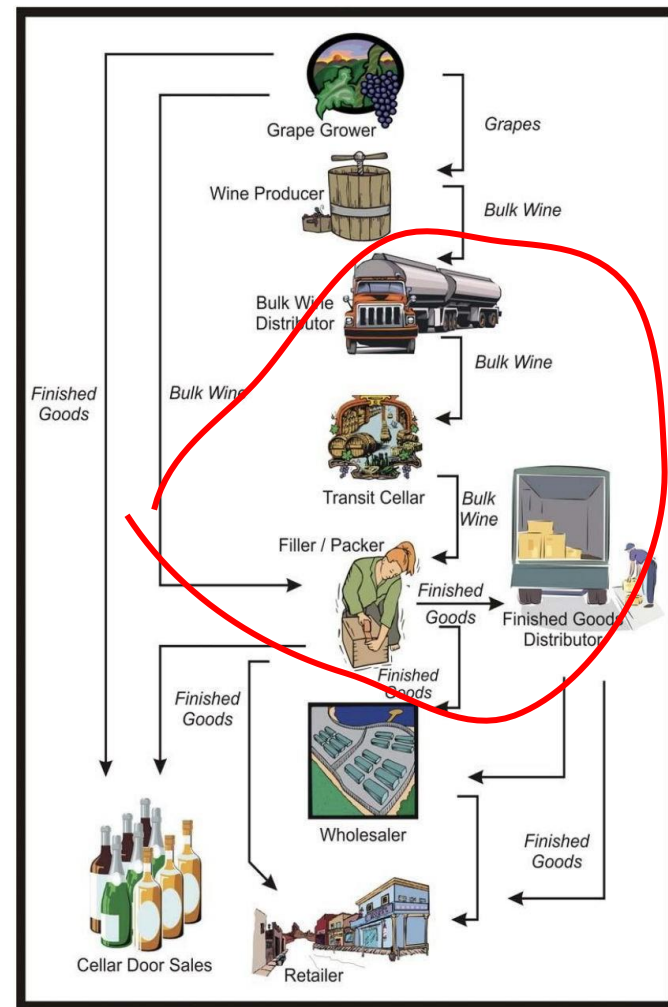 Grape Grower
Grapes
Wine Producer
Bulk Wine
Bulk Wine
Distributor
Bulk Wine
Finished
Goods
Bulk Wine
Transit Cellar
Bulk
Wine
Filler / Packer
Finished
Goods
Finished Goods
Distributor
Finished
Goods
Finished
Goods
Wholesaler
Finished
Goods
Cellar Door Sales
Retailer